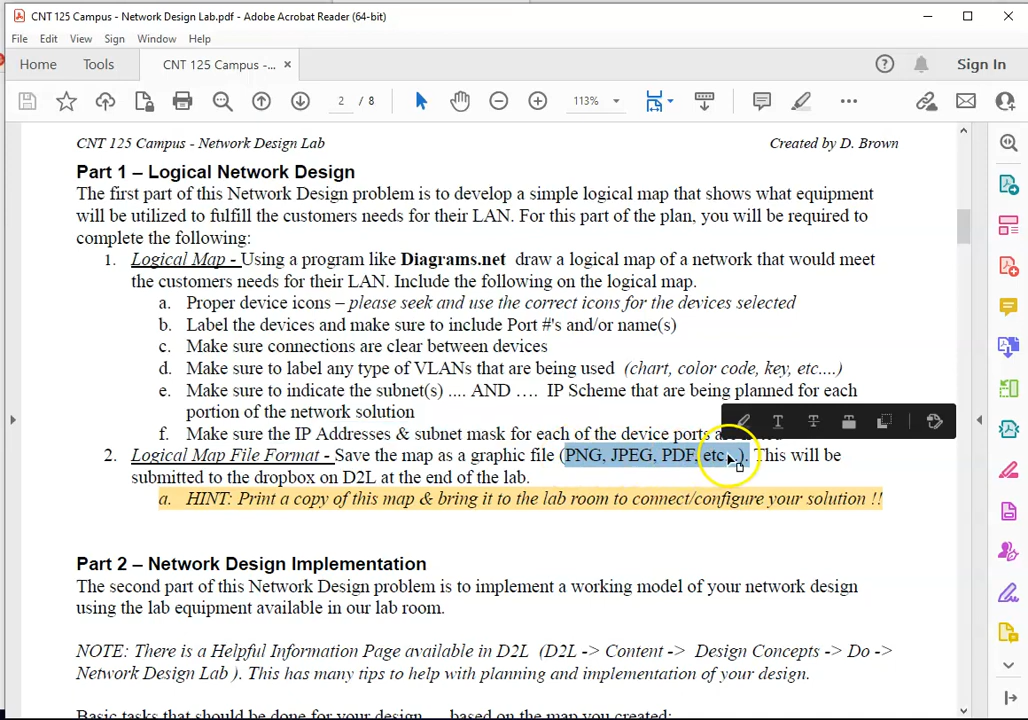 CNT 125 Campus - Network Design Lab.pdf - Adobe Acrobat Reader (64-bit)
File Edit View Sign Window Help
Home Tools CNT 125 Campus -... × Sign In
2 / 8 113%
CNT 125 Campus - Network Design Lab Created by D. Brown
Part 1 – Logical Network Design
The first part of this Network Design problem is to develop a simple logical map that shows what equipment
will be utilized to fulfill the customers needs for their LAN. For this part of the plan, you will be required to
complete the following:
1. Logical Map - Using a program like Diagrams.net draw a logical map of a network that would meet
the customers needs for their LAN. Include the following on the logical map.
a. Proper device icons – please seek and use the correct icons for the devices selected
b. Label the devices and make sure to include Port #'s and/or name(s)
c. Make sure connections are clear between devices
d. Make sure to label any type of VLANs that are being used (chart, color code, key, etc....)
e. Make sure to indicate the subnet(s) .... AND …. IP Scheme that are being planned for each
portion of the network solution
f. Make sure the IP Addresses & subnet mask for each of the device ports are
2. Logical Map File Format - Save the map as a graphic file (PNG, JPEG, PDF, etc...). This will be
submitted to the dropbox on D2L at the end of the lab.
a. HINT: Print a copy of this map & bring it to the lab room to connect/configure your solution !!
Part 2 – Network Design Implementation
The second part of this Network Design problem is to implement a working model of your network design
using the lab equipment available in our lab room.
NOTE: There is a Helpful Information Page available in D2L (D2L -> Content -> Design Concepts -> Do ->
Network Design Lab ). This has many tips to help with planning and implementation of your design.
Basic tasks that should be done for your design .... based on the map you created: